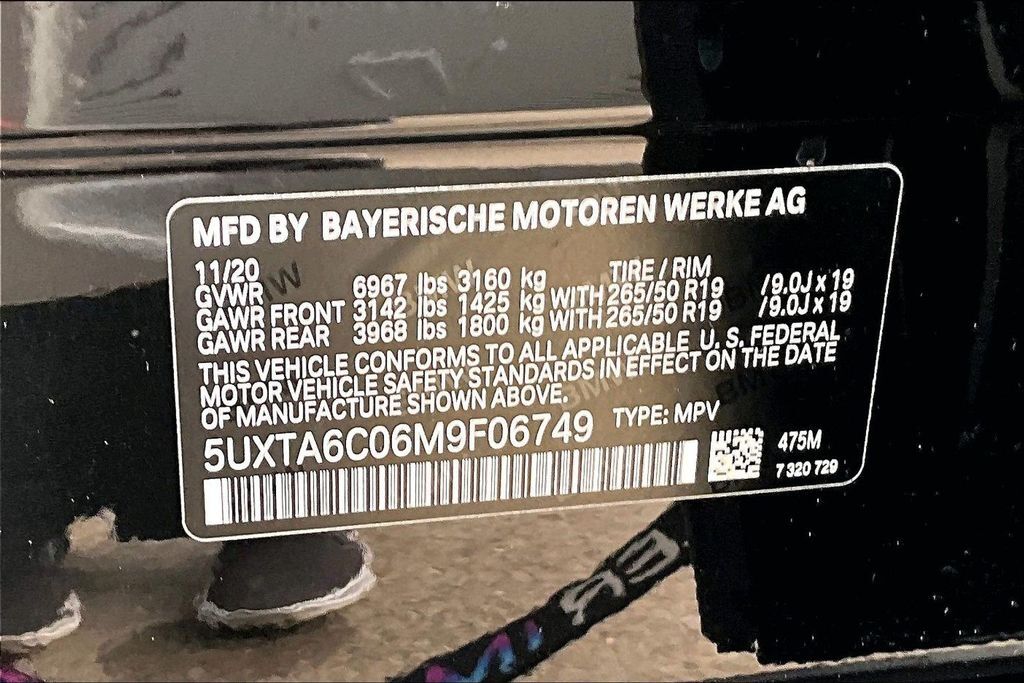 MFD BY BAYERISCHE MOTOREN WERKE AG
11/20 TIRE / RIM
GVWR 6967 lbs 3160 kg
GAWR FRONT 3142 lbs 1425 kg WITH 265/50 R19 /9.0J x 19
GAWR REAR 3968 lbs 1800 kg WITH 265/50 R19 /9.0J x 19
THIS VEHICLE CONFORMS TO ALL APPLICABLE U. S. FEDERAL
MOTOR VEHICLE SAFETY STANDARDS IN EFFECT ON THE DATE
OF MANUFACTURE SHOWN ABOVE.
5UXTA6C06M9F06749 TYPE: MPV
475M
7 320 729